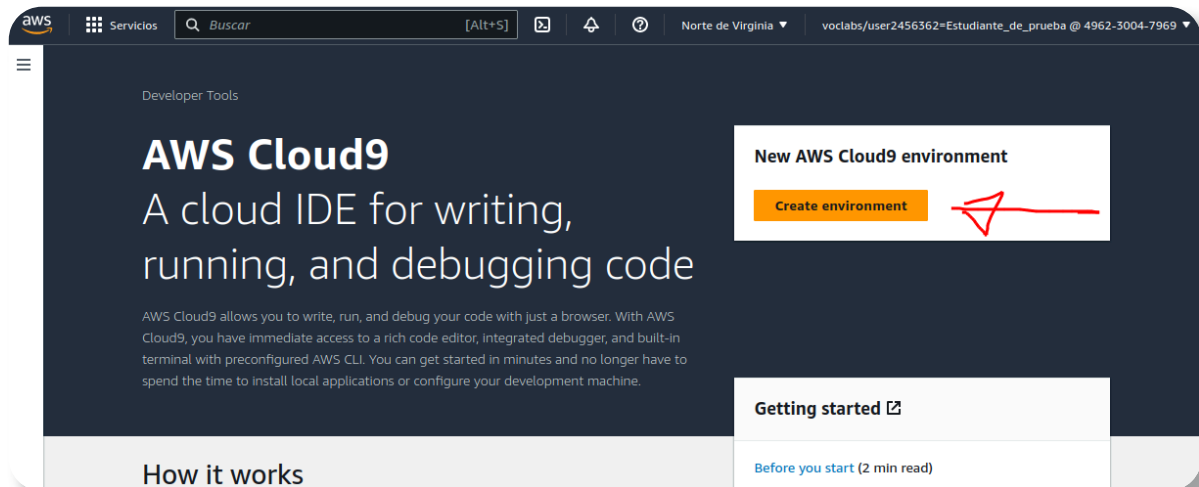 aws
Servicios
Buscar
[Alt+S]
Norte de Virginia
voclabs/user2456362=Estudiante_de_prueba @ 4962-3004-7969
Developer Tools
AWS Cloud9
A cloud IDE for writing,
running, and debugging code
AWS Cloud9 allows you to write, run, and debug your code with just a browser. With AWS
Cloud9, you have immediate access to a rich code editor, integrated debugger, and built-in
terminal with preconfigured AWS CLI. You can get started in minutes and no longer have to
spend the time to install local applications or configure your development machine.
New AWS Cloud9 environment
Create environment
Getting started
Before you start (2 min read)
How it works